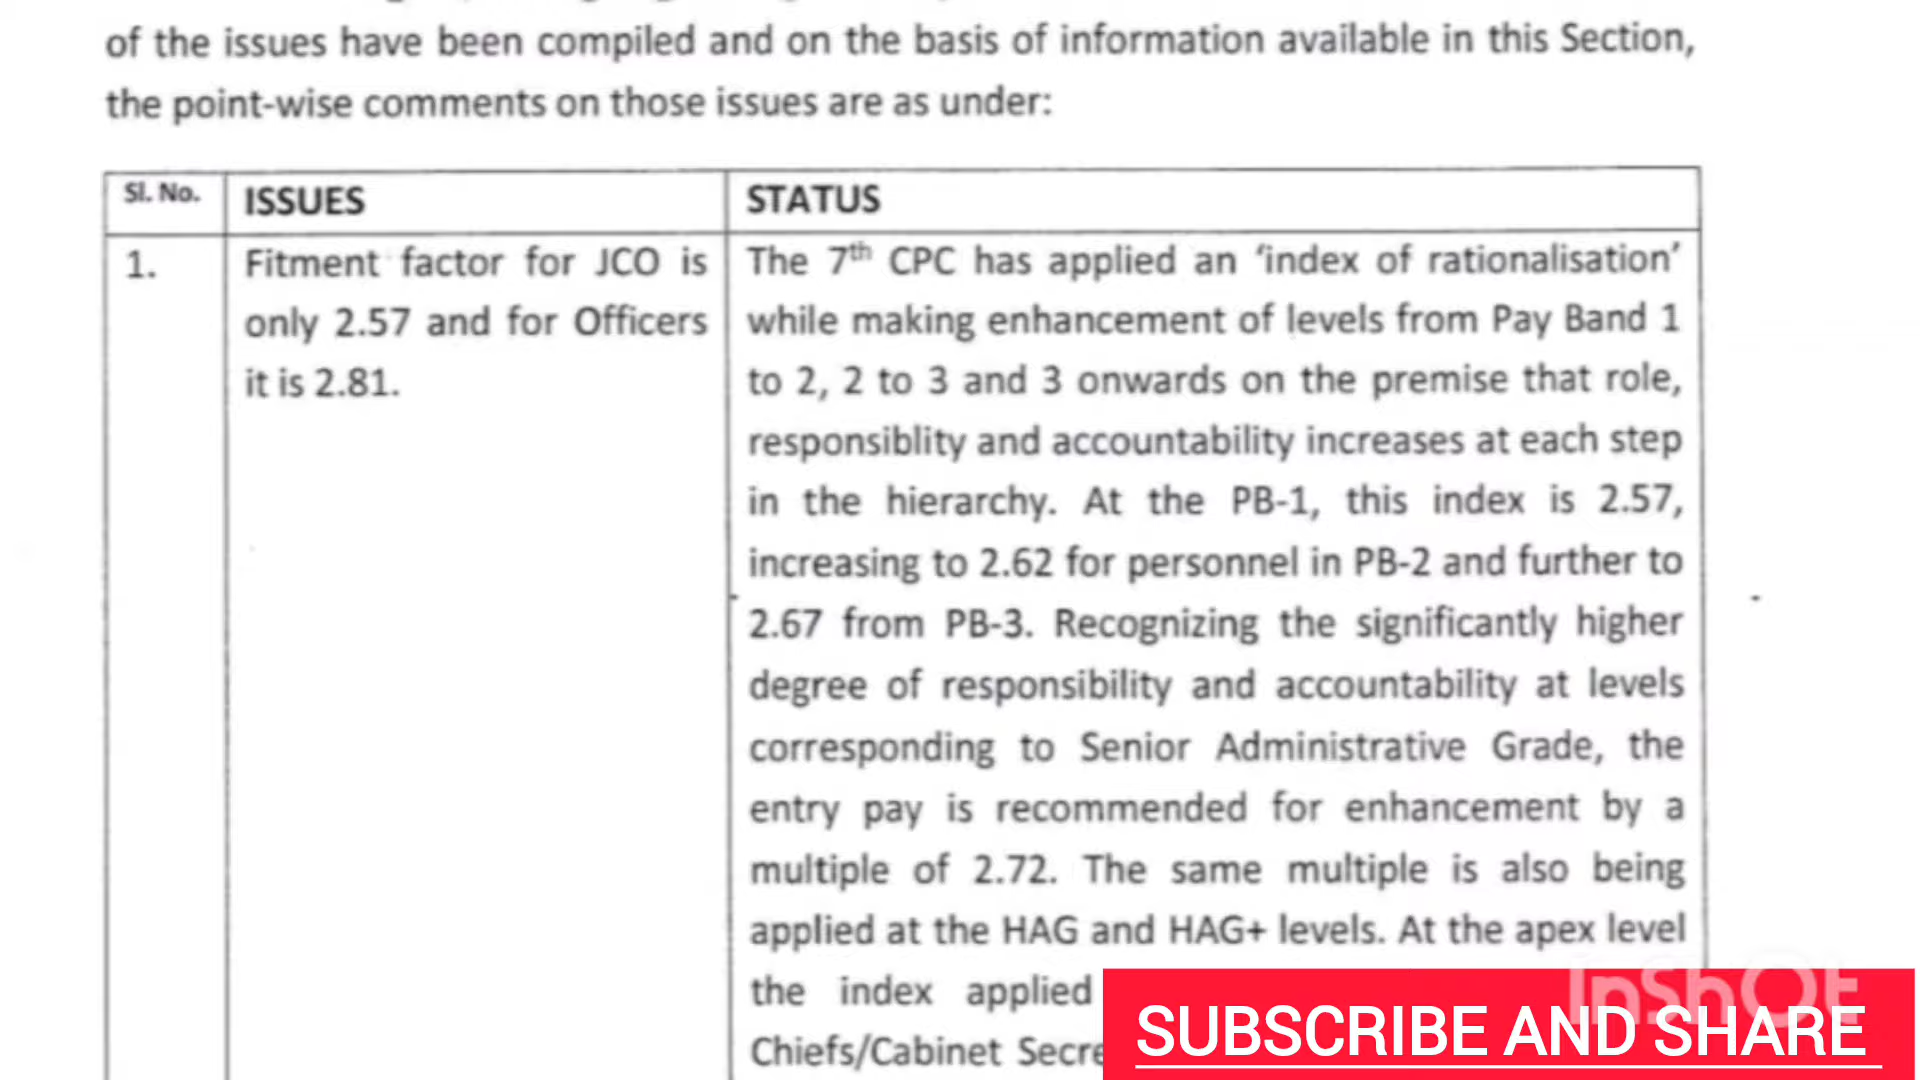 of the issues have been compiled and on the basis of information available in this Section,
the point-wise comments on those issues are as under:
Sl. No.
ISSUES
STATUS
1.
Fitment factor for JCO is
only 2.57 and for Officers
it is 2.81.
The 7th CPC has applied an ‘index of rationalisation’
while making enhancement of levels from Pay Band 1
to 2, 2 to 3 and 3 onwards on the premise that role,
responsiblity and accountability increases at each step
in the hierarchy. At the PB-1, this index is 2.57,
increasing to 2.62 for personnel in PB-2 and further to
2.67 from PB-3. Recognizing the significantly higher
degree of responsibility and accountability at levels
corresponding to Senior Administrative Grade, the
entry pay is recommended for enhancement by a
multiple of 2.72. The same multiple is also being
applied at the HAG and HAG+ levels. At the apex level
the index applied
Chiefs/Cabinet Secre
InShOt
SUBSCRIBE AND SHARE